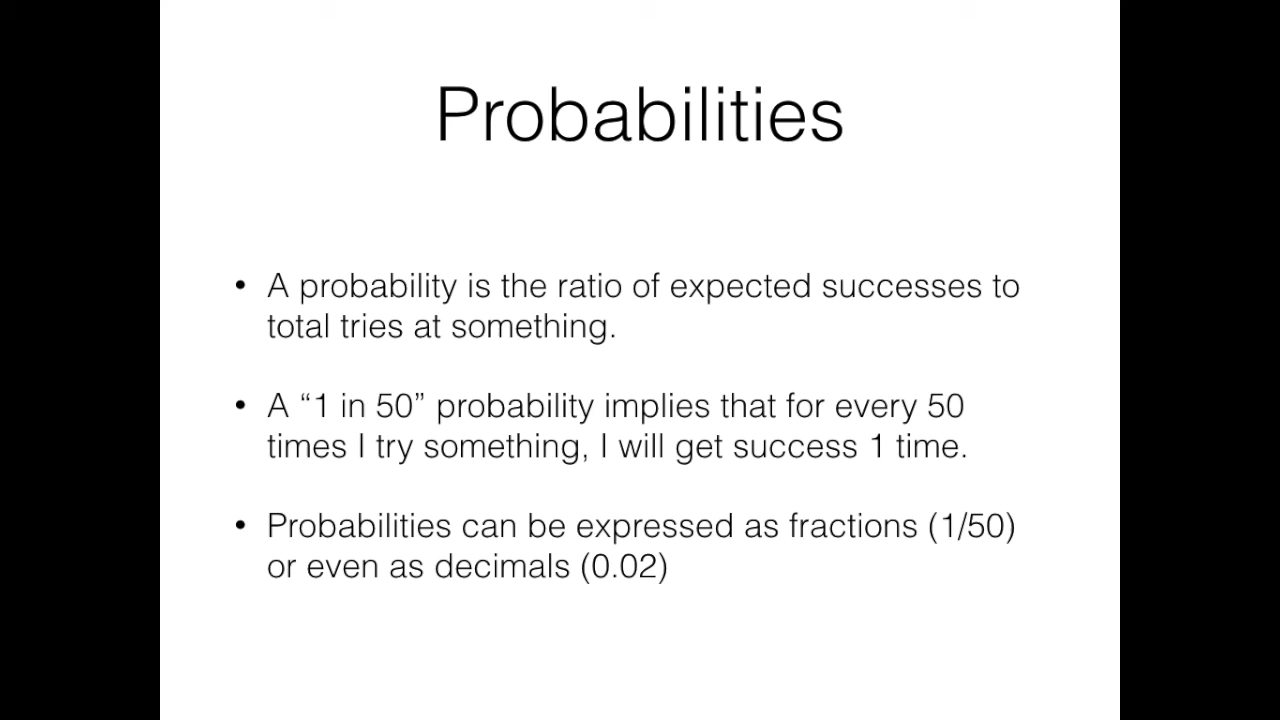 Probabilities
• A probability is the ratio of expected successes to
total tries at something.
• A “1 in 50” probability implies that for every 50
times I try something, I will get success 1 time.
• Probabilities can be expressed as fractions (1/50)
or even as decimals (0.02)